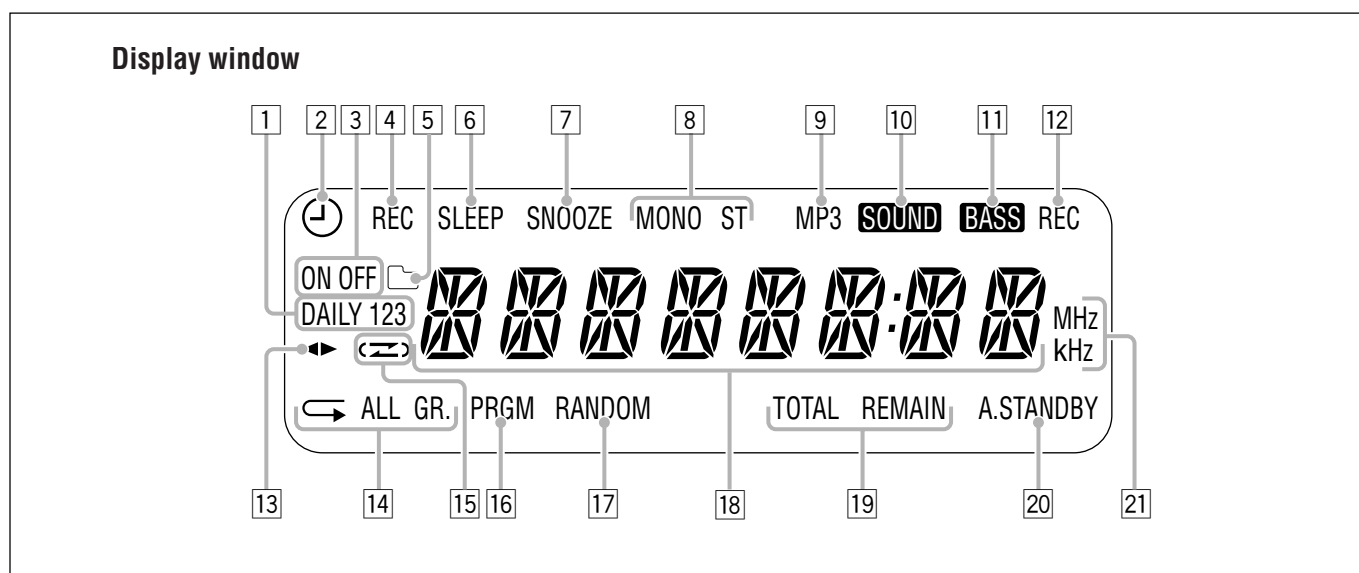 Display window
1 2 3 4 5 6 7 8 9 10 11 12
REC SLEEP SNOOZE MONO ST MP3 SOUND BASS REC
ON OFF
DAILY 123
MHz
kHz
ALL GR. PRGM RANDOM TOTAL REMAIN A.STANDBY
13 14 15 16 17 18 19 20 21